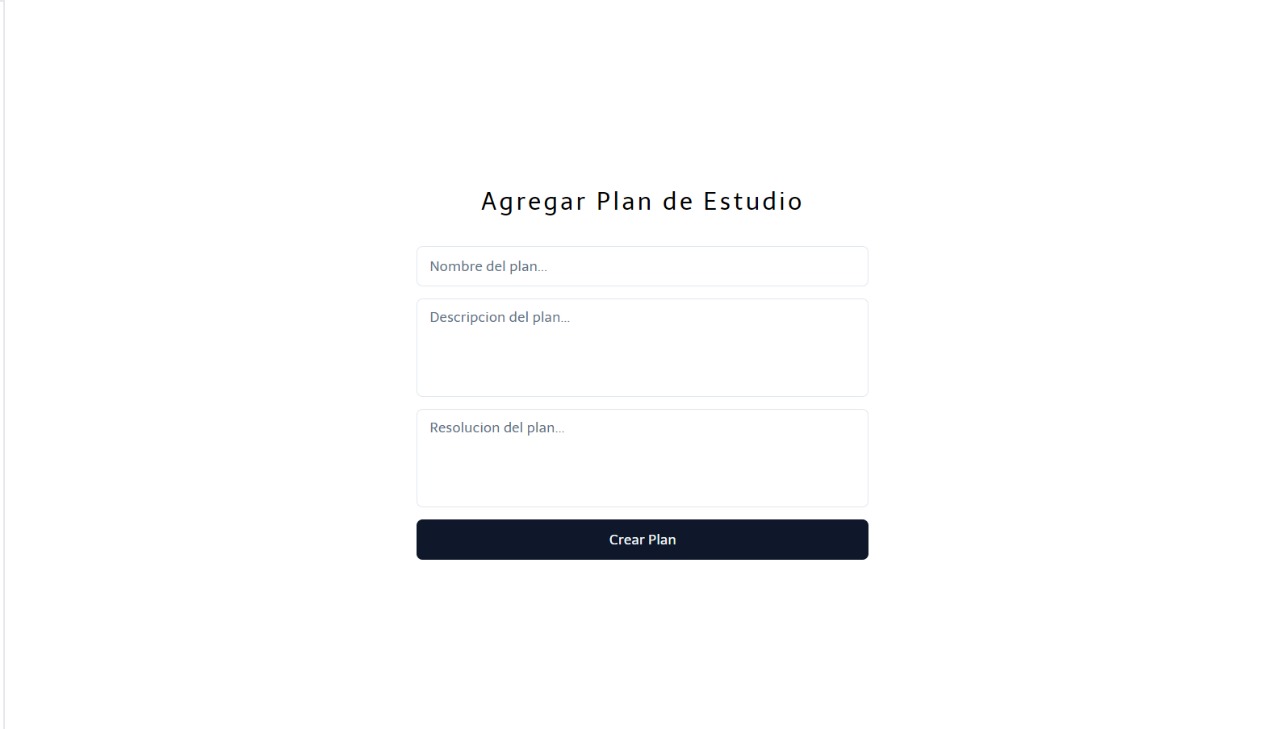 Agregar Plan de Estudio
Nombre del plan...
Descripcion del plan...
Resolucion del plan...
Crear Plan